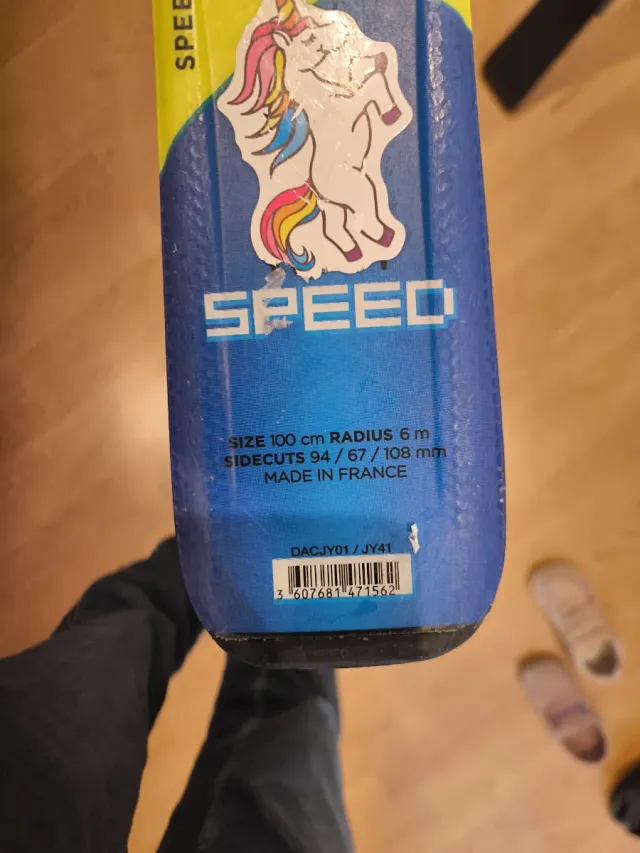 SPEE
SPEED
SIZE 100 cm RADIUS 6 m
SIDECUTS 94 / 67 / 108 mm
MADE IN FRANCE
DACJY01 / JY41
3 607681 471562